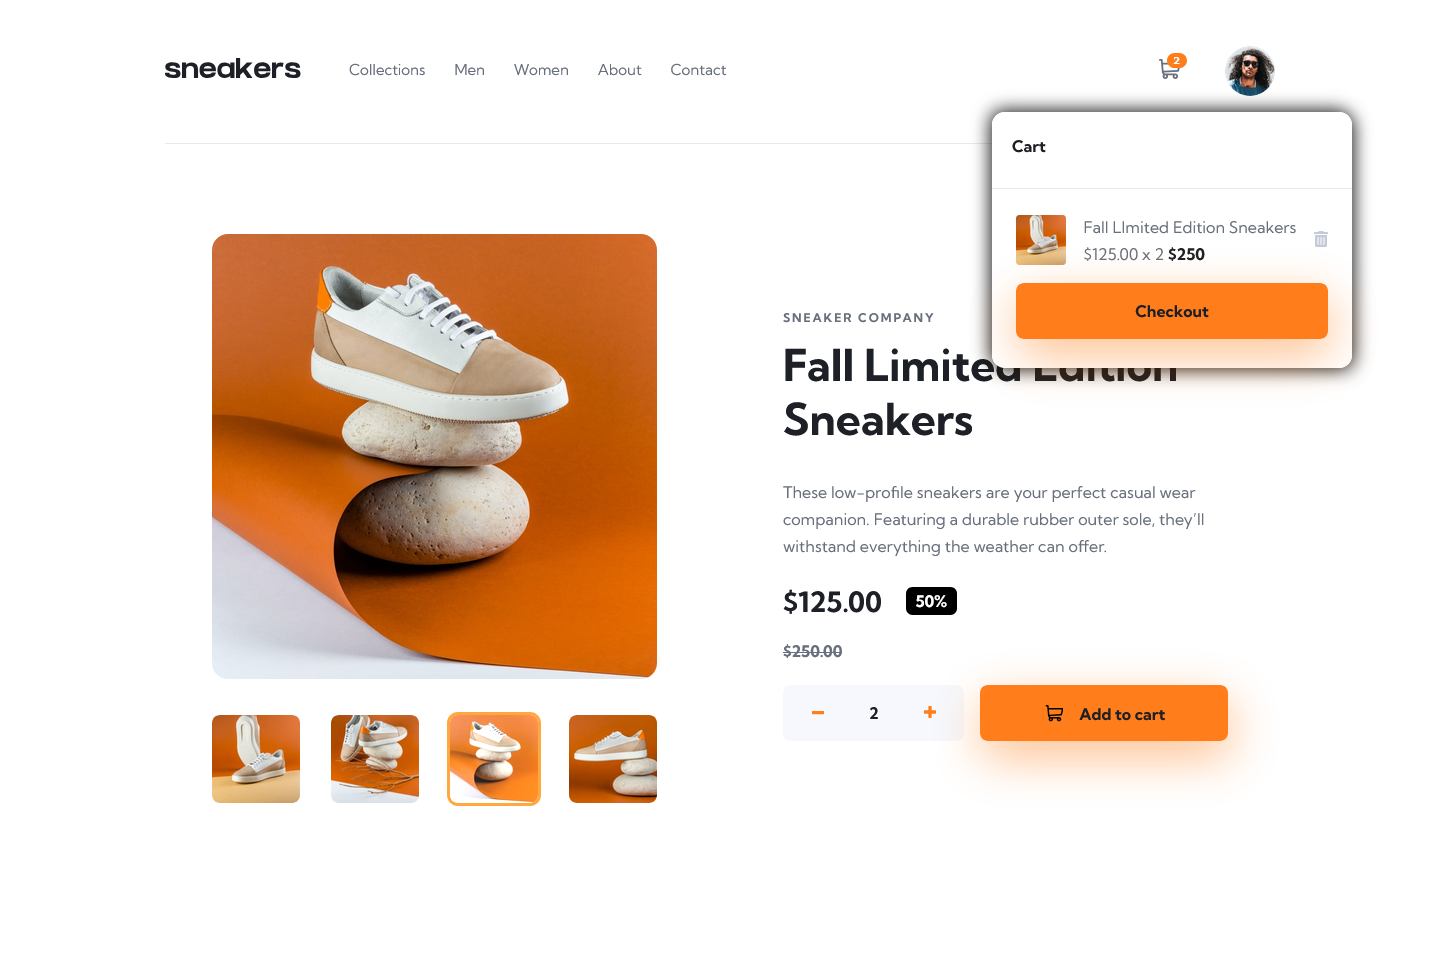 sneakers
Collections Men Women About Contact
2
Cart
Fall LImited Edition Sneakers
$125.00 x 2 $250
Checkout
SNEAKER COMPANY
Fall Limited Edition
Sneakers
These low-profile sneakers are your perfect casual wear
companion. Featuring a durable rubber outer sole, they’ll
withstand everything the weather can offer.
$125.00 50%
$250.00
2
Add to cart